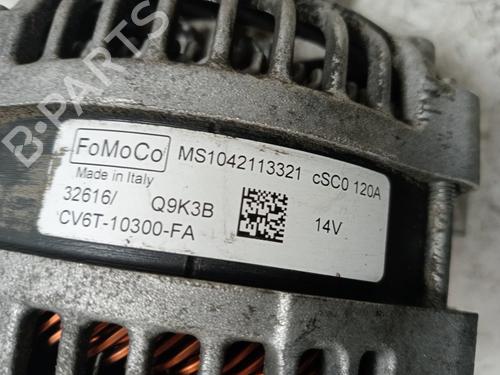 B-PARTS
FoMoCo MS1042113321 cSC0 120A
Made in Italy
32616/ Q9K3B 14V
CV6T-10300-FA